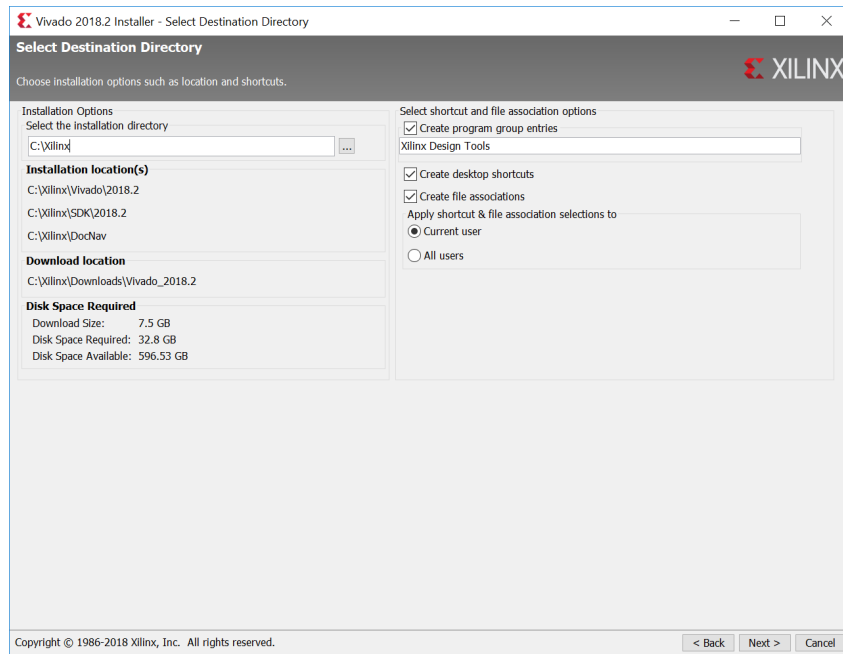 Vivado 2018.2 Installer - Select Destination Directory
Select Destination Directory
Choose installation options such as location and shortcuts.
XILINX
Installation Options
Select the installation directory
C:\Xilinx
...
Installation location(s)
C:\Xilinx\Vivado\2018.2
C:\Xilinx\SDK\2018.2
C:\Xilinx\DocNav
Download location
C:\Xilinx\Downloads\Vivado_2018.2
Disk Space Required
Download Size: 7.5 GB
Disk Space Required: 32.8 GB
Disk Space Available: 596.53 GB
Select shortcut and file association options
Create program group entries
Xilinx Design Tools
Create desktop shortcuts
Create file associations
Apply shortcut & file association selections to
Current user
All users
Copyright © 1986-2018 Xilinx, Inc. All rights reserved.
< Back Next > Cancel